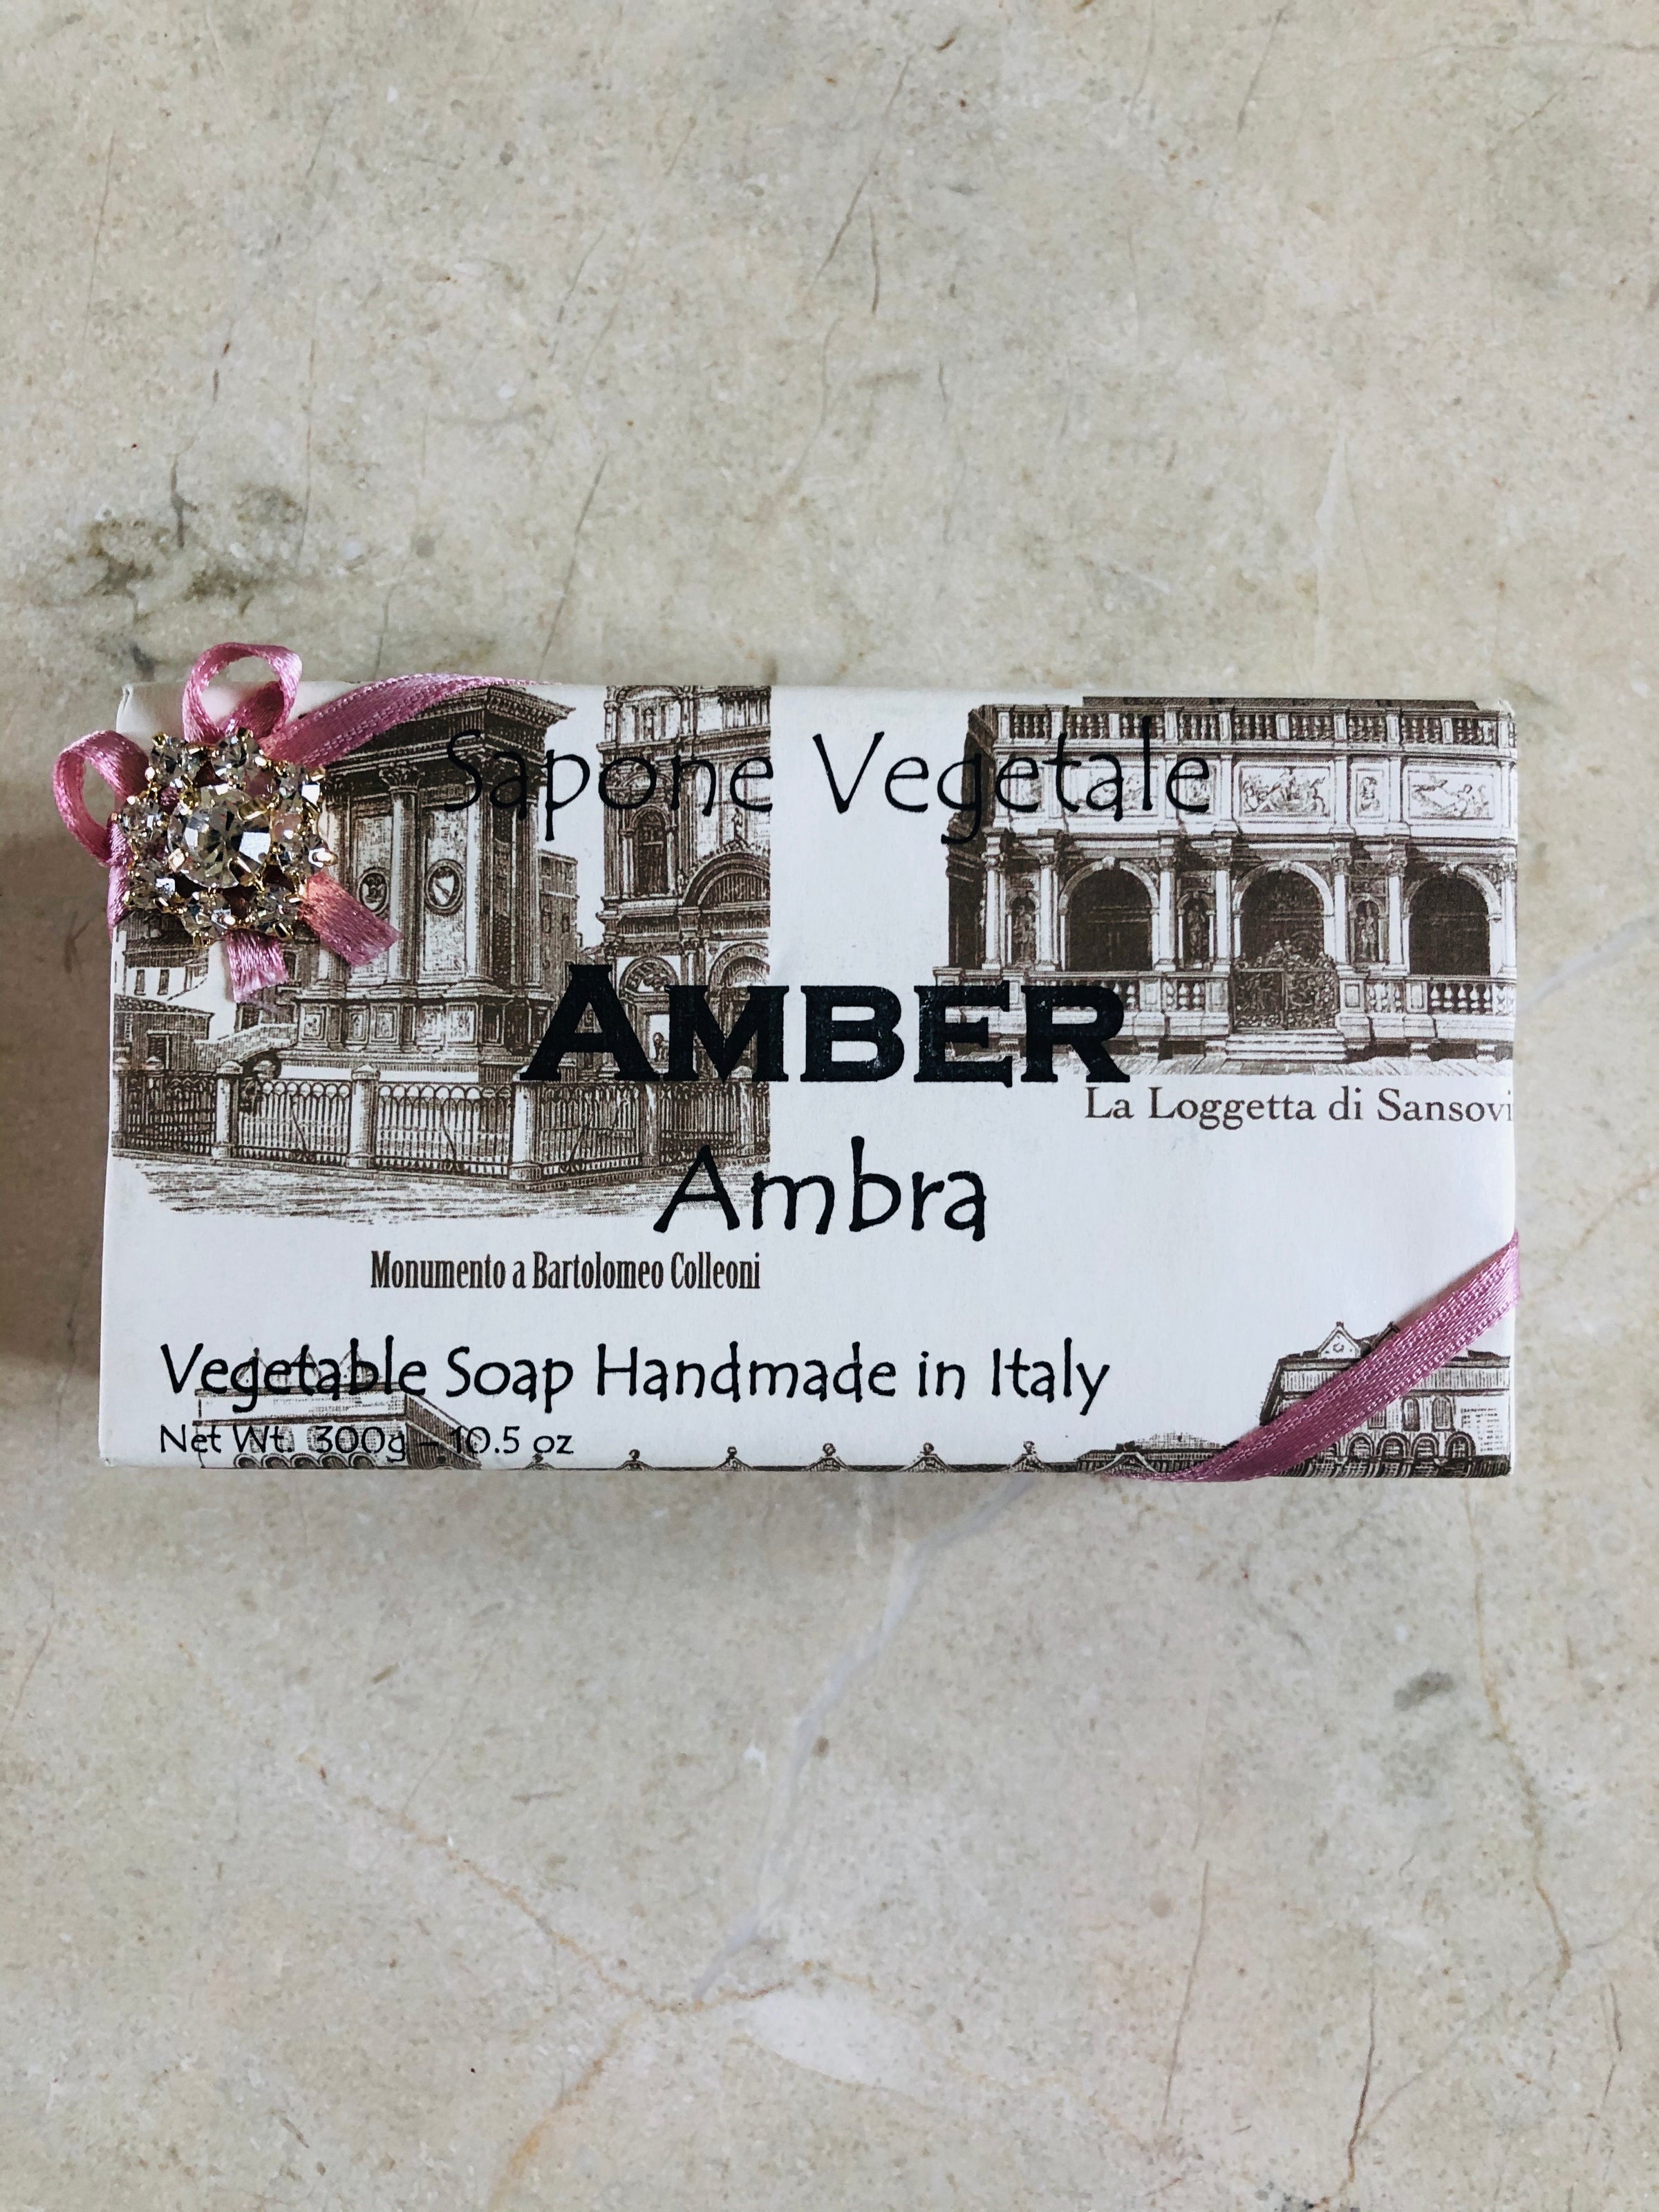 Sapone Vegetale
AMBER
La Loggetta di Sansovi
Ambra
Monumento a Bartolomeo Colleoni
Vegetable Soap Handmade in Italy
Net Wt. 300g – 10.5 oz